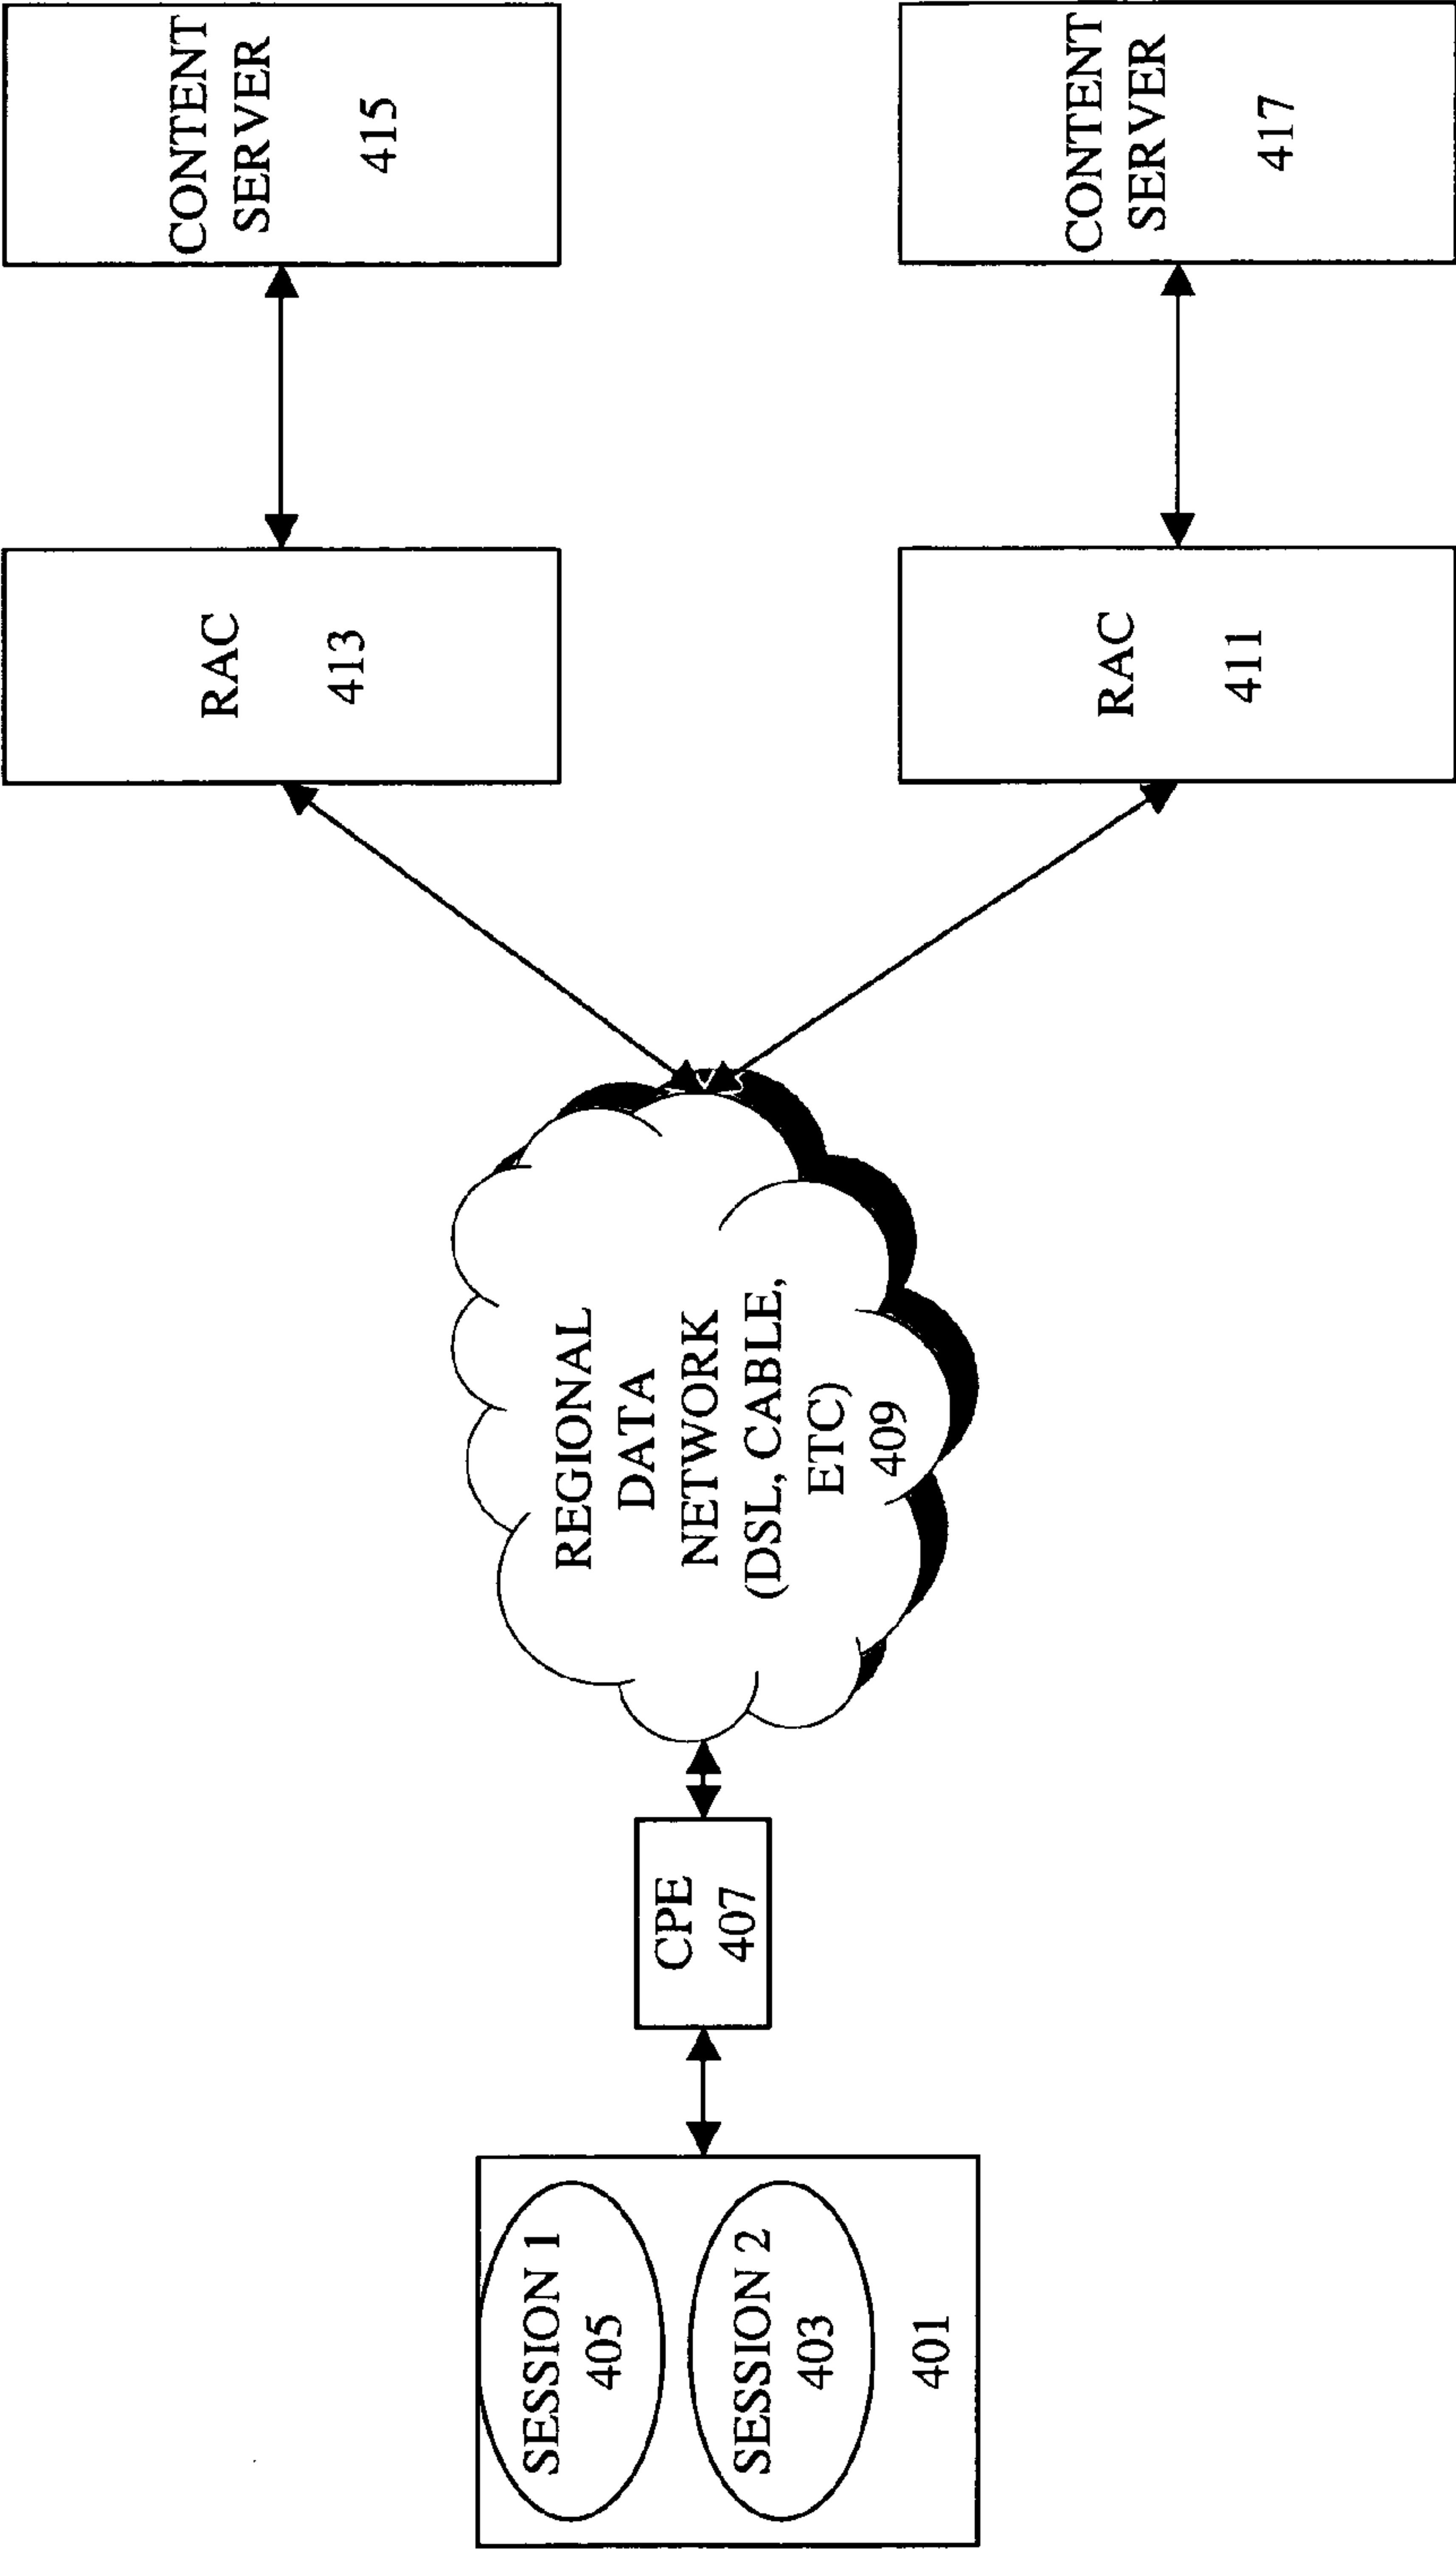 SESSION 1
405
SESSION 2
403
401
CPE
407
REGIONAL
DATA
NETWORK
(DSL, CABLE,
ETC)
409
RAC
413
CONTENT
SERVER
415
RAC
411
CONTENT
SERVER
417